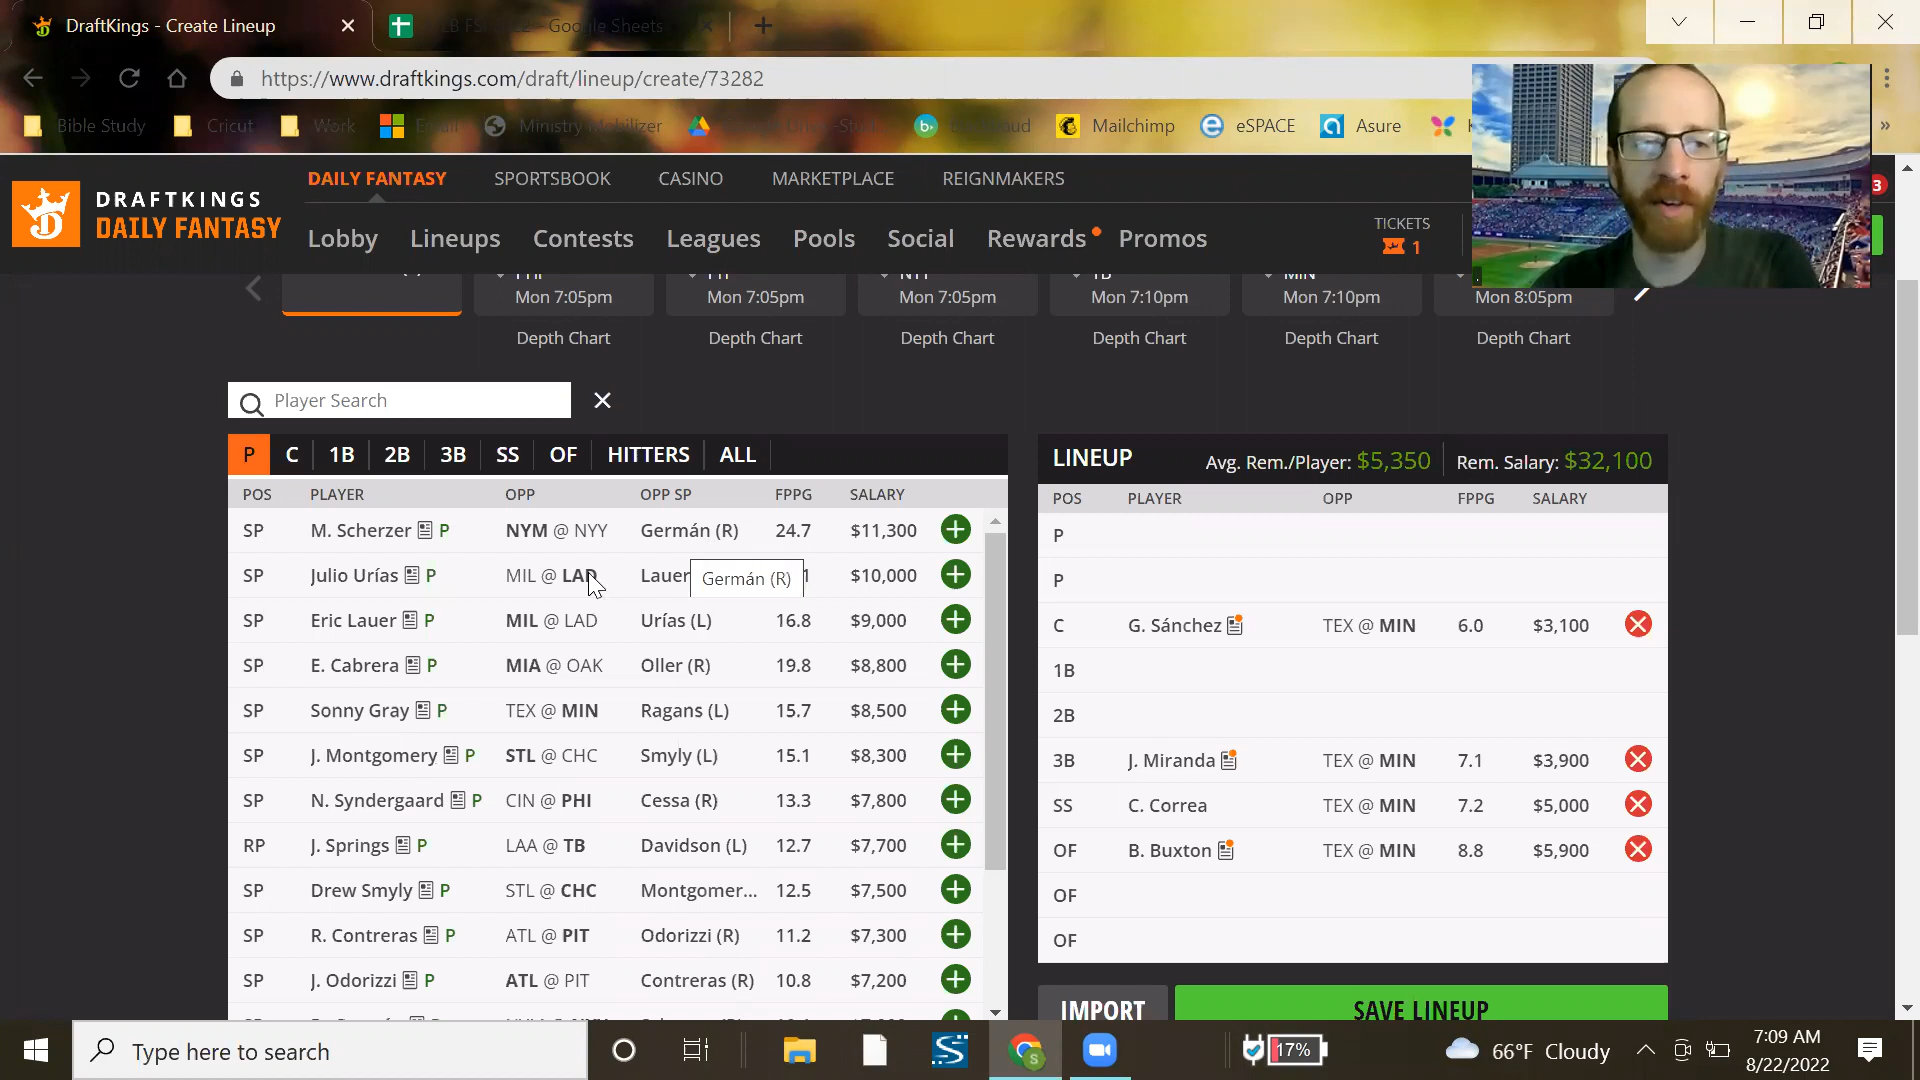 DraftKings - Create Lineup
Google Sheets
https://www.draftkings.com/draft/lineup/create/73282
Bible Study
Cricut
Work
Email
Ministry Mobilizer
Mailchimp
eSPACE
Asure
DRAFTKINGS
DAILY FANTASY
DAILY FANTASY SPORTSBOOK CASINO MARKETPLACE REIGNMAKERS
Lobby Lineups Contests Leagues Pools Social Rewards Promos
TICKETS
1
3
Mon 7:05pm Mon 7:05pm Mon 7:05pm Mon 7:10pm Mon 7:10pm Mon 8:05pm
Depth Chart Depth Chart Depth Chart Depth Chart Depth Chart Depth Chart
Player Search
P C 1B 2B 3B SS OF HITTERS ALL
POS PLAYER OPP OPP SP FPPG SALARY
SP M. Scherzer P NYM @ NYY Germán (R) 24.7 $11,300
SP Julio Urías P MIL @ LAD Lauer 1 $10,000
Germán (R)
SP Eric Lauer P MIL @ LAD Urías (L) 16.8 $9,000
SP E. Cabrera P MIA @ OAK Oller (R) 19.8 $8,800
SP Sonny Gray P TEX @ MIN Ragans (L) 15.7 $8,500
SP J. Montgomery P STL @ CHC Smyly (L) 15.1 $8,300
SP N. Syndergaard P CIN @ PHI Cessa (R) 13.3 $7,800
RP J. Springs P LAA @ TB Davidson (L) 12.7 $7,700
SP Drew Smyly P STL @ CHC Montgomer... 12.5 $7,500
SP R. Contreras P ATL @ PIT Odorizzi (R) 11.2 $7,300
SP J. Odorizzi P ATL @ PIT Contreras (R) 10.8 $7,200
LINEUP Avg. Rem./Player: $5,350 Rem. Salary: $32,100
POS PLAYER OPP FPPG SALARY
P
P
C G. Sánchez TEX @ MIN 6.0 $3,100
1B
2B
3B J. Miranda TEX @ MIN 7.1 $3,900
SS C. Correa TEX @ MIN 7.2 $5,000
OF B. Buxton TEX @ MIN 8.8 $5,900
OF
OF
IMPORT
SAVE LINEUP
Type here to search
17%
66°F Cloudy
7:09 AM
8/22/2022